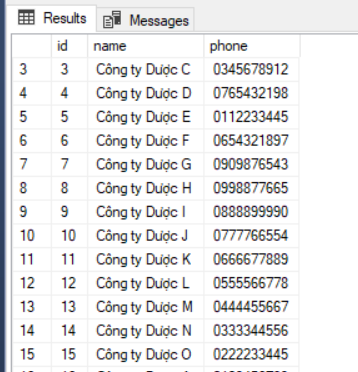 Results Messages
id name phone
3 3 Công ty Dược C 0345678912
4 4 Công ty Dược D 0765432198
5 5 Công ty Dược E 0112233445
6 6 Công ty Dược F 0654321897
7 7 Công ty Dược G 0909876543
8 8 Công ty Dược H 0998877665
9 9 Công ty Dược I 0888899990
10 10 Công ty Dược J 0777766554
11 11 Công ty Dược K 0666677889
12 12 Công ty Dược L 0555566778
13 13 Công ty Dược M 0444455667
14 14 Công ty Dược N 0333344556
15 15 Công ty Dược O 0222233445